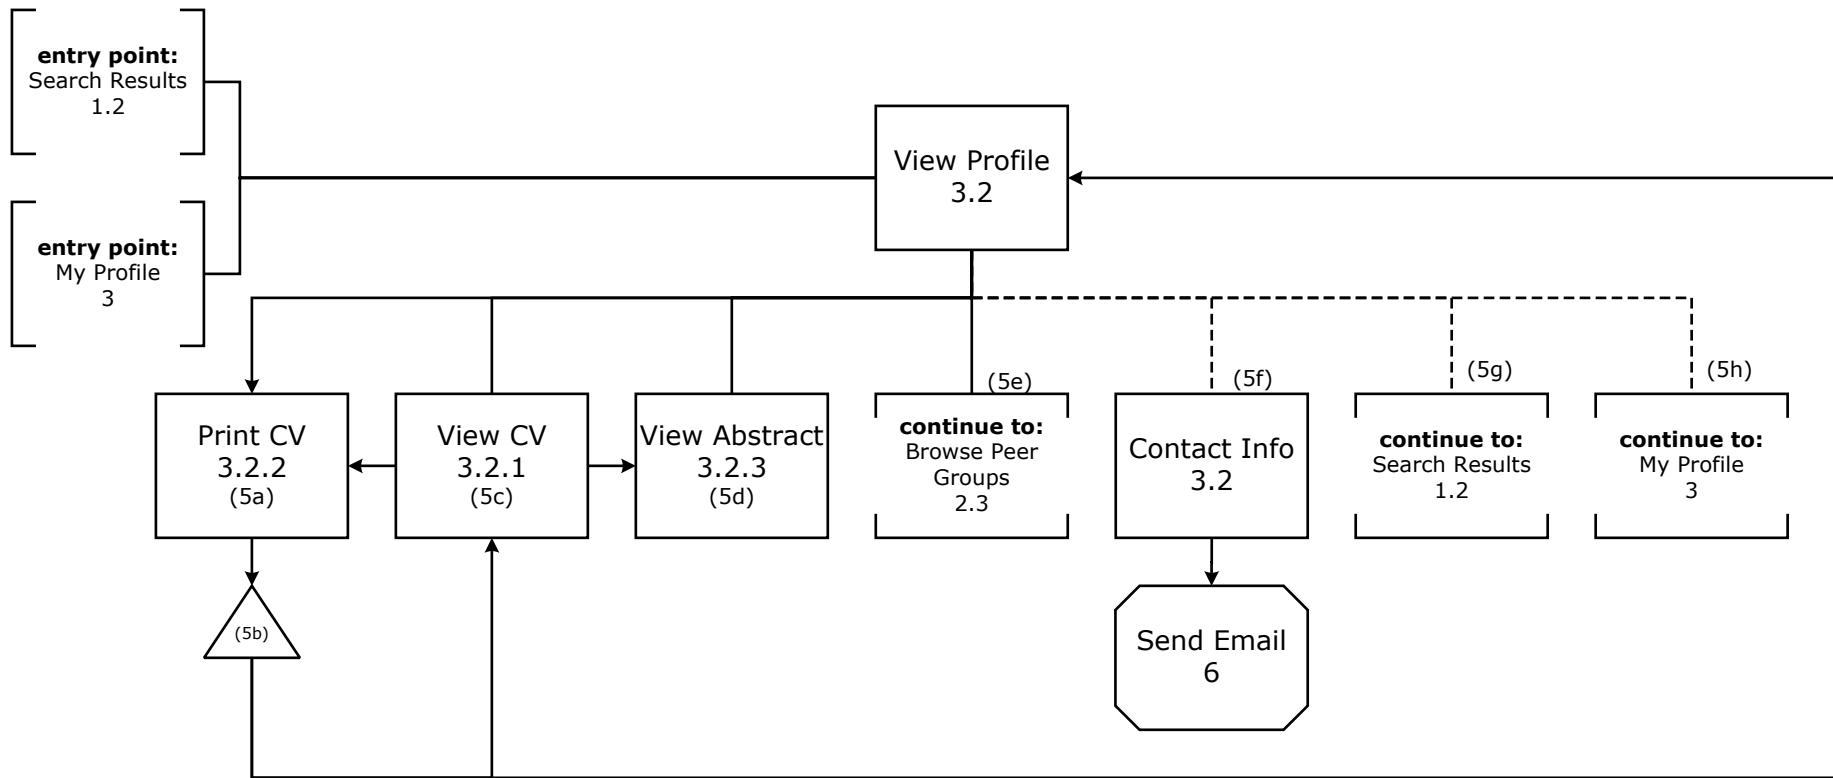 entry point:
Search Results
1.2
View Profile
3.2
entry point:
My Profile
3
(5e)
(5f)
(5g)
(5h)
Print CV
3.2.2
(5a)
View CV
3.2.1
(5c)
View Abstract
3.2.3
(5d)
continue to:
Browse Peer
Groups
2.3
Contact Info
3.2
continue to:
Search Results
1.2
continue to:
My Profile
3
(5b)
Send Email
6